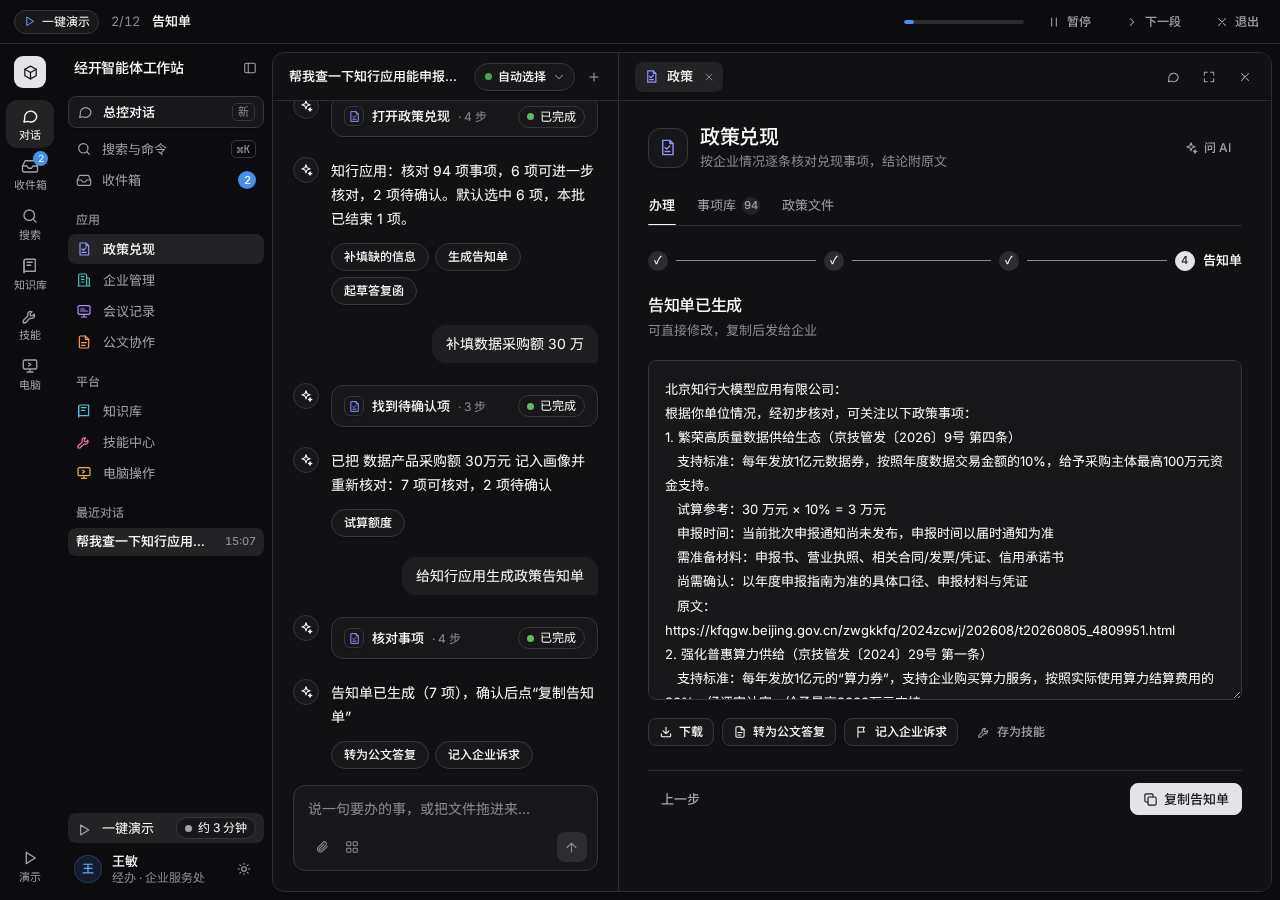 一键演示
2/12 告知单
暂停
下一段
退出
对话
收件箱
2
搜索
知识库
技能
电脑
演示
经开智能体工作站
总控对话 新
搜索与命令 ⌘K
收件箱 2
应用
政策兑现
企业管理
会议记录
公文协作
平台
知识库
技能中心
电脑操作
最近对话
帮我查一下知行应用... 15:07
一键演示 约 3 分钟
王
王敏
经办 · 企业服务处
帮我查一下知行应用能申报...
自动选择
打开政策兑现 · 4 步 已完成
知行应用：核对 94 项事项，6 项可进一步
核对，2 项待确认。默认选中 6 项，本批
已结束 1 项。
补填缺的信息
生成告知单
起草答复函
补填数据采购额 30 万
找到待确认项 · 3 步 已完成
已把 数据产品采购额 30万元 记入画像并
重新核对：7 项可核对，2 项待确认
试算额度
给知行应用生成政策告知单
核对事项 · 4 步 已完成
告知单已生成（7 项），确认后点“复制告知
单”
转为公文答复
记入企业诉求
说一句要办的事，或把文件拖进来...
政策
政策兑现
按企业情况逐条核对兑现事项，结论附原文
问 AI
办理
事项库 94
政策文件
4 告知单
告知单已生成
可直接修改，复制后发给企业
北京知行大模型应用有限公司：
根据你单位情况，经初步核对，可关注以下政策事项：
1. 繁荣高质量数据供给生态（京技管发〔2026〕9号 第四条）
支持标准：每年发放1亿元数据券，按照年度数据交易金额的10%，给予采购主体最高100万元资
金支持。
试算参考：30 万元 × 10% = 3 万元
申报时间：当前批次申报通知尚未发布，申报时间以届时通知为准
需准备材料：申报书、营业执照、相关合同/发票/凭证、信用承诺书
尚需确认：以年度申报指南为准的具体口径、申报材料与凭证
原文：
https://kfqgw.beijing.gov.cn/zwgkkfq/2024zcwj/202608/t20260805_4809951.html
2. 强化普惠算力供给（京技管发〔2024〕29号 第一条）
支持标准：每年发放1亿元的“算力券”，支持企业购买算力服务，按照实际使用算力结算费用的
下载
转为公文答复
记入企业诉求
存为技能
上一步
复制告知单